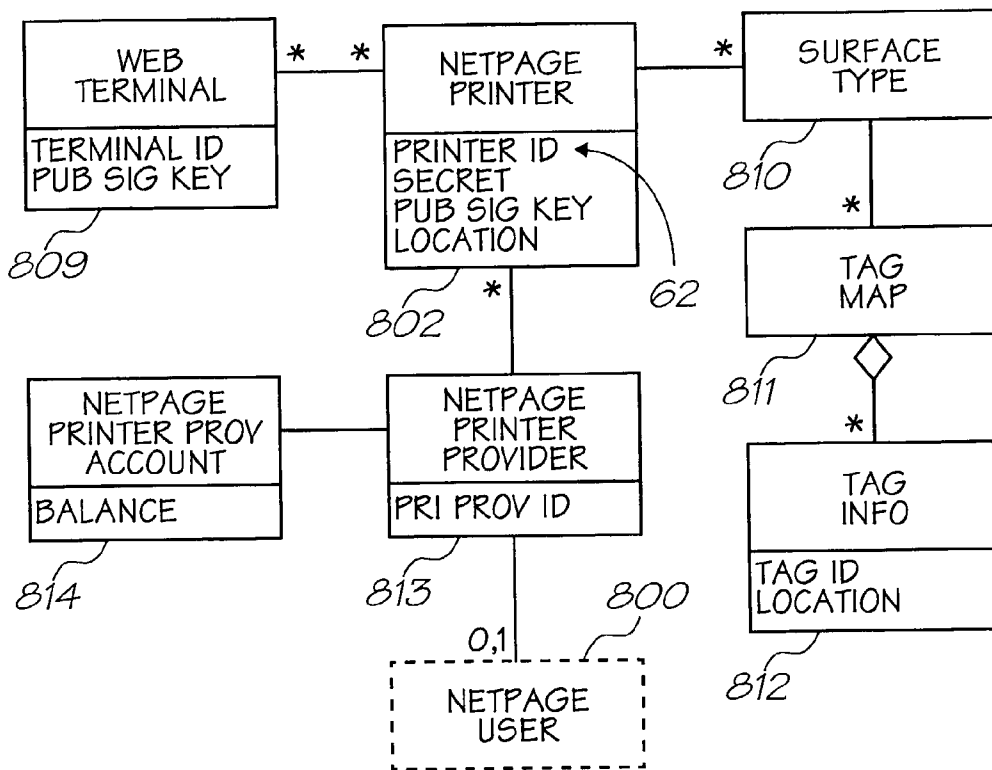 WEB
TERMINAL
TERMINAL ID
PUB SIG KEY
809
*
*
NETPAGE
PRINTER
PRINTER ID
SECRET
PUB SIG KEY
LOCATION
802
62
*
*
SURFACE
TYPE
810
*
TAG
MAP
811
*
TAG
INFO
TAG ID
LOCATION
812
NETPAGE
PRINTER PROV
ACCOUNT
BALANCE
814
NETPAGE
PRINTER
PROVIDER
PRI PROV ID
813
0,1
800
NETPAGE
USER